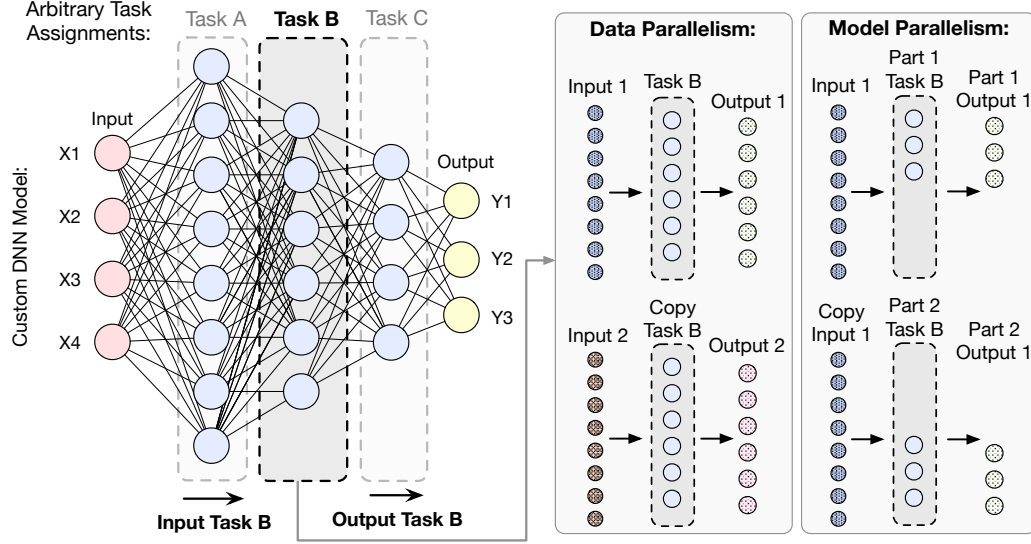 Arbitrary Task
Assignments:
Task A
Task B
Task C
Custom DNN Model:
Input
X1
X2
X3
X4
Output
Y1
Y2
Y3
Input Task B
Output Task B
Data Parallelism:
Input 1
Task B
Output 1
Input 2
Copy
Task B
Output 2
Model Parallelism:
Input 1
Part 1
Task B
Part 1
Output 1
Copy
Input 1
Part 2
Task B
Part 2
Output 1